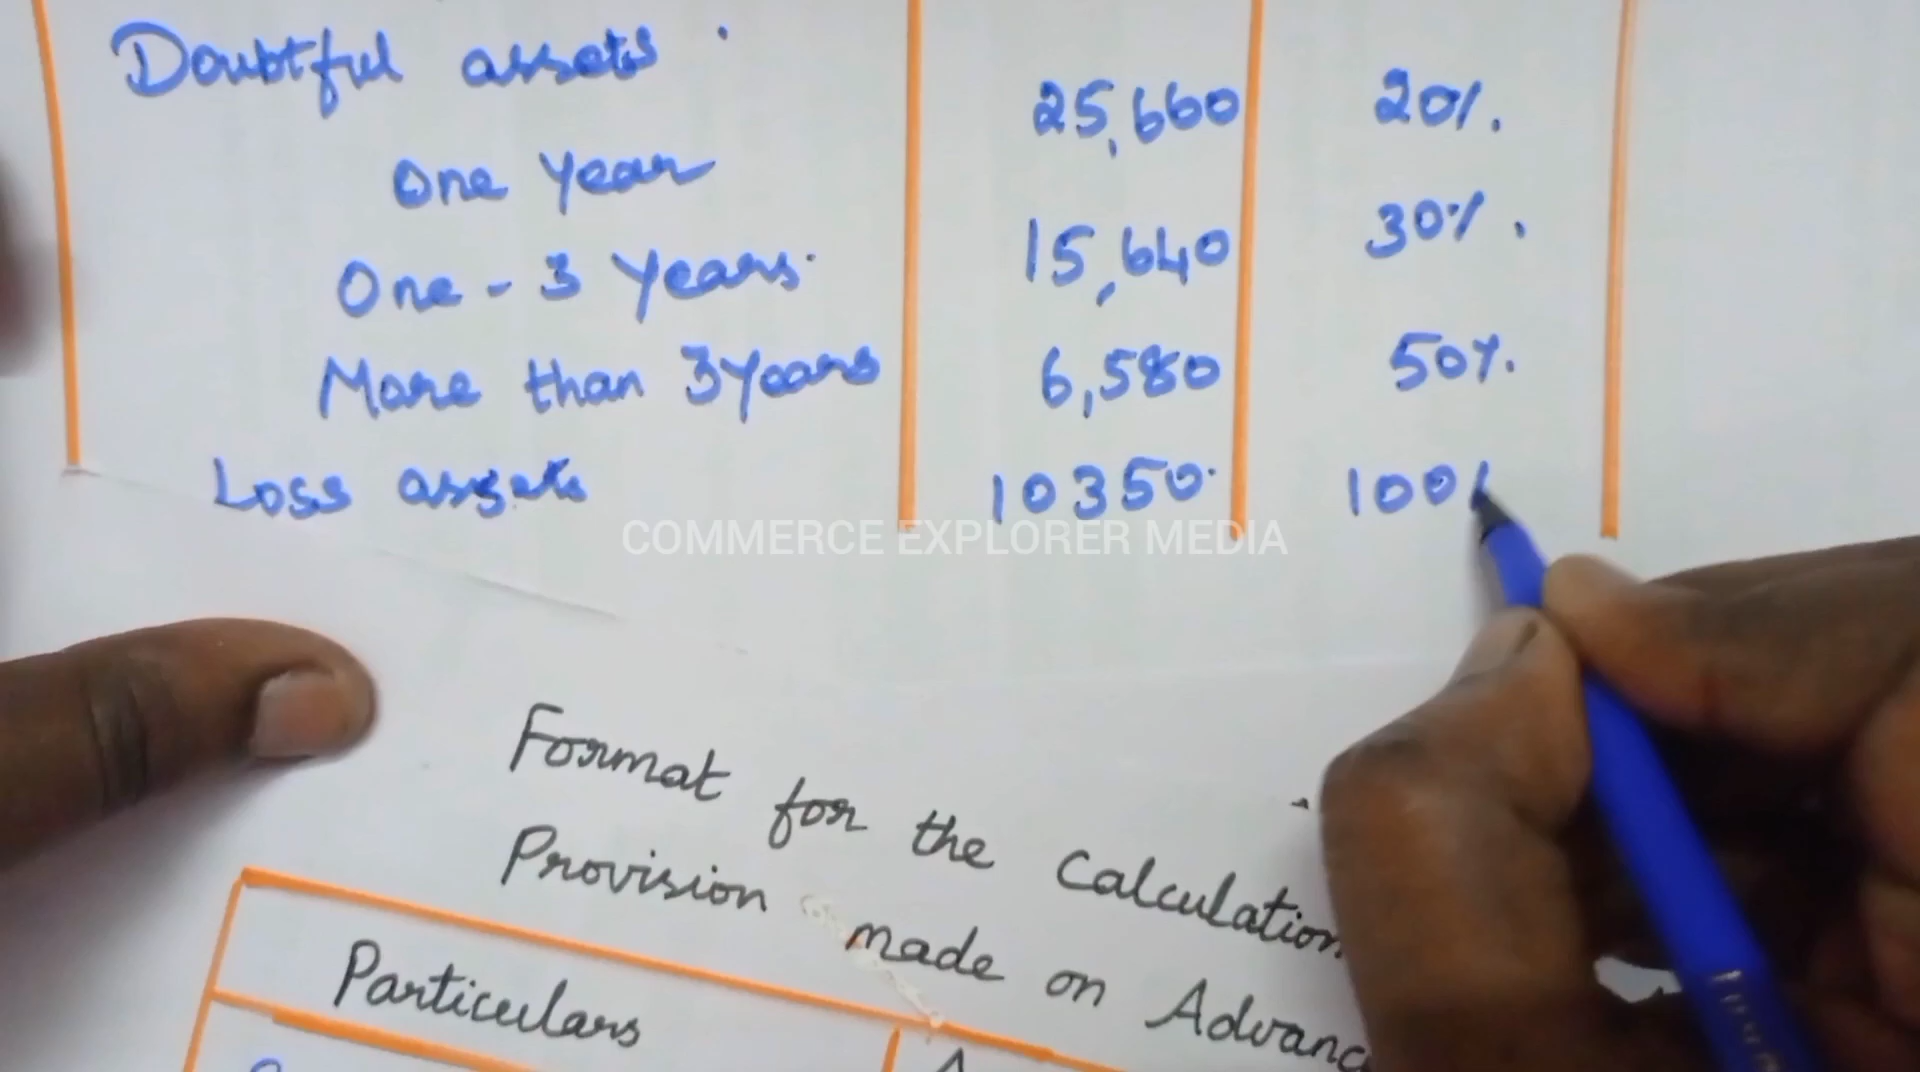 Doubtful assets.
25,660 20%.
One year
15,640 30%.
One - 3 years.
More than 3 years 6,580 50%.
Loss assets 10350. 100%
COMMERCE EXPLORER MEDIA
Format for the Calculation
Provision made on Advanc
Particulars